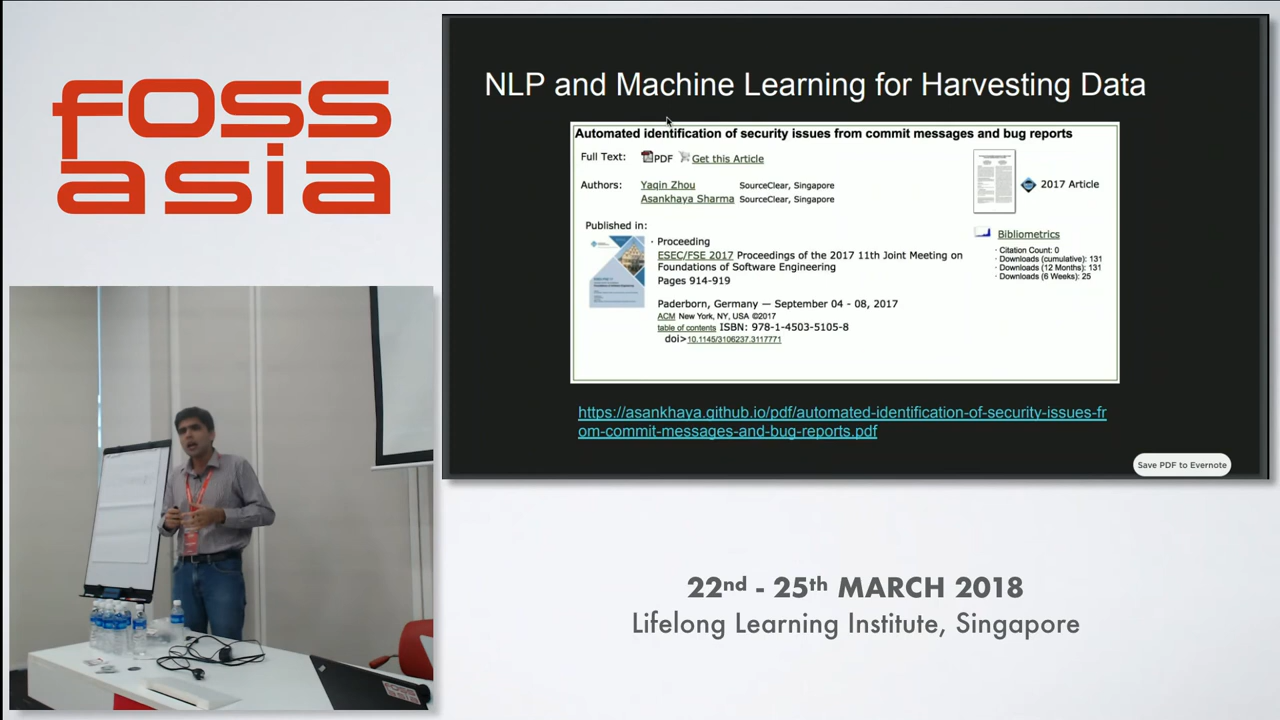 foss
asia
NLP and Machine Learning for Harvesting Data
Automated identification of security issues from commit messages and bug reports
Full Text: PDF Get this Article
Authors: Yaqin Zhou SourceClear, Singapore
Asankhaya Sharma SourceClear, Singapore
2017 Article
Published in:
· Proceeding
ESEC/FSE 2017 Proceedings of the 2017 11th Joint Meeting on
Foundations of Software Engineering
Pages 914-919
Paderborn, Germany — September 04 - 08, 2017
ACM New York, NY, USA ©2017
table of contents ISBN: 978-1-4503-5105-8
doi>10.1145/3106237.3117771
Bibliometrics
· Citation Count: 0
· Downloads (cumulative): 131
· Downloads (12 Months): 131
· Downloads (6 Weeks): 25
https://asankhaya.github.io/pdf/automated-identification-of-security-issues-fr
om-commit-messages-and-bug-reports.pdf
Save PDF to Evernote
22nd - 25th MARCH 2018
Lifelong Learning Institute, Singapore